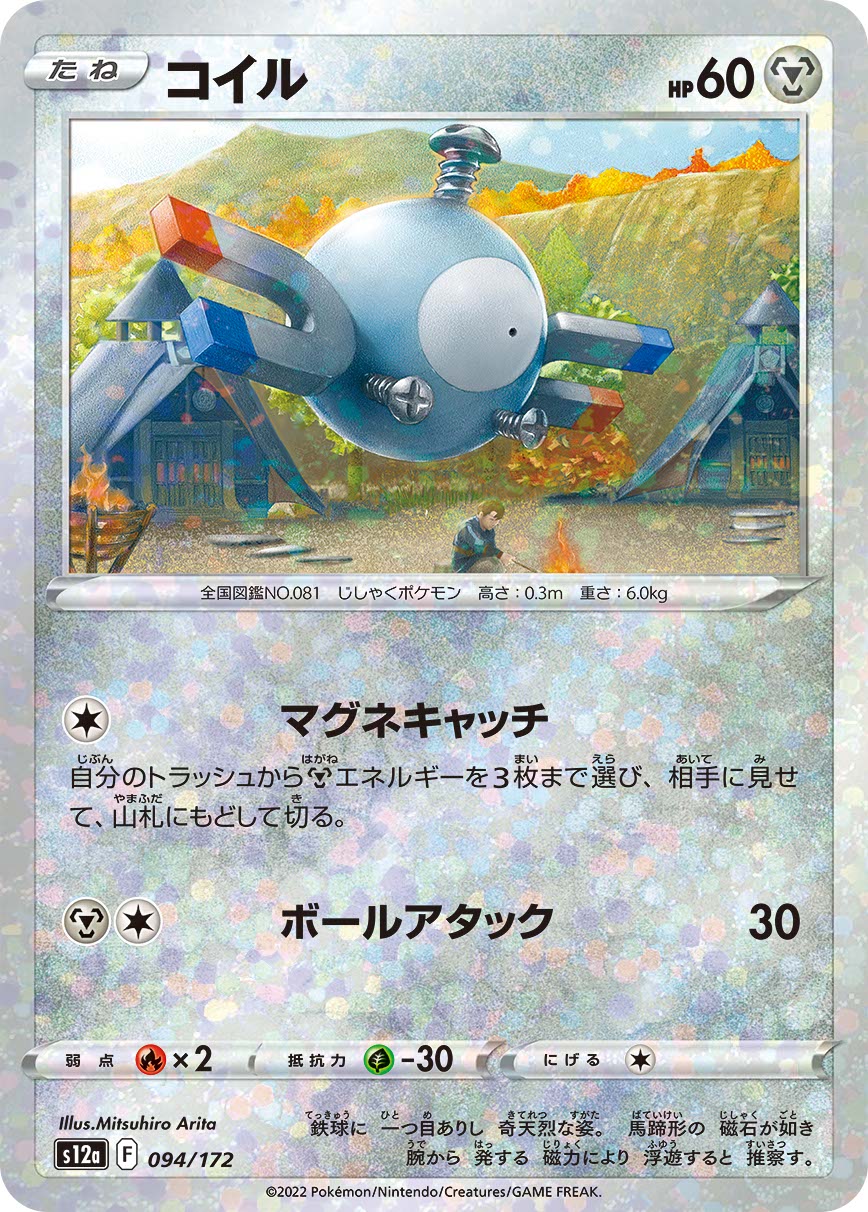 たね コイル HP60
全国図鑑NO.081 じしゃくポケモン 高さ：0.3m 重さ：6.0kg
マグネキャッチ
自分のトラッシュからエネルギーを3枚まで選び、相手に見せ
て、山札にもどして切る。
ボールアタック 30
弱点 ×2 抵抗力 -30 にげる
Illus.Mitsuhiro Arita
s12a F 094/172
鉄球に 一つ目ありし 奇天烈な姿。 馬蹄形の 磁石が如き
腕から 発する 磁力により 浮遊すると 推察す。
©2022 Pokémon/Nintendo/Creatures/GAME FREAK.